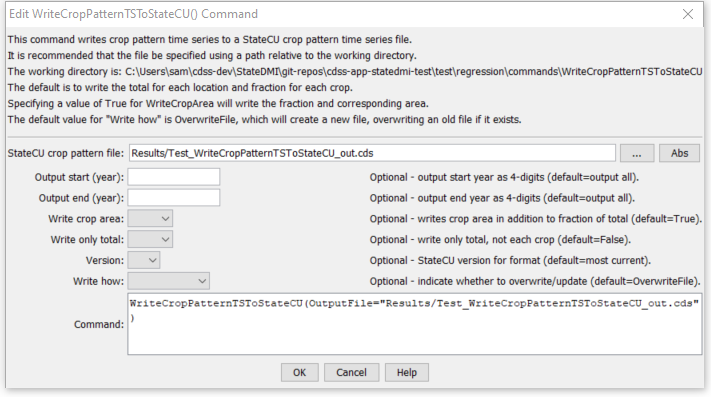 Edit WriteCropPatternTSToStateCU() Command
This command writes crop pattern time series to a StateCU crop pattern time series file.
It is recommended that the file be specified using a path relative to the working directory.
The working directory is: C:\Users\sam\cdss-dev\StateDMI\git-repos\cdss-app-statedmi-test\test\regression\commands\WriteCropPatternTSToStateCU
The default is to write the total for each location and fraction for each crop.
Specifying a value of True for WriteCropArea will write the fraction and corresponding area.
The default value for "Write how" is OverwriteFile, which will create a new file, overwriting an old file if it exists.
StateCU crop pattern file: Results/Test_WriteCropPatternTSToStateCU_out.cds ... Abs
Output start (year): Optional - output start year as 4-digits (default=output all).
Output end (year): Optional - output end year as 4-digits (default=output all).
Write crop area: Optional - writes crop area in addition to fraction of total (default=True).
Write only total: Optional - write only total, not each crop (default=False).
Version: Optional - StateCU version for format (default=most current).
Write how: Optional - indicate whether to overwrite/update (default=OverwriteFile).
Command: WriteCropPatternTSToStateCU(OutputFile="Results/Test_WriteCropPatternTSToStateCU_out.cds"
)
OK Cancel Help